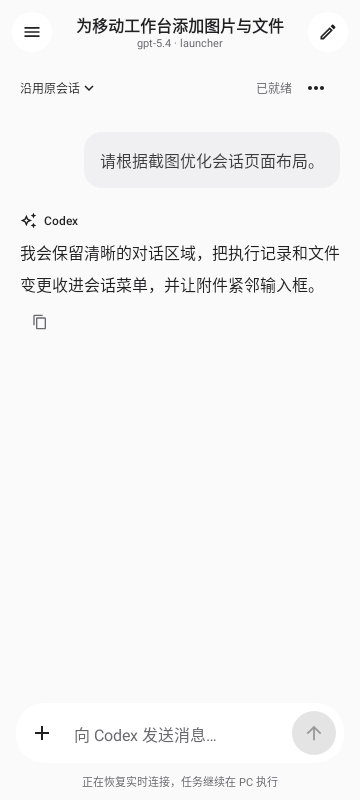 为移动工作台添加图片与文件
gpt-5.4 · launcher
沿用原会话
已就绪
请根据截图优化会话页面布局。
Codex
我会保留清晰的对话区域，把执行记录和文件
变更收进会话菜单，并让附件紧邻输入框。
向 Codex 发送消息…
正在恢复实时连接，任务继续在 PC 执行